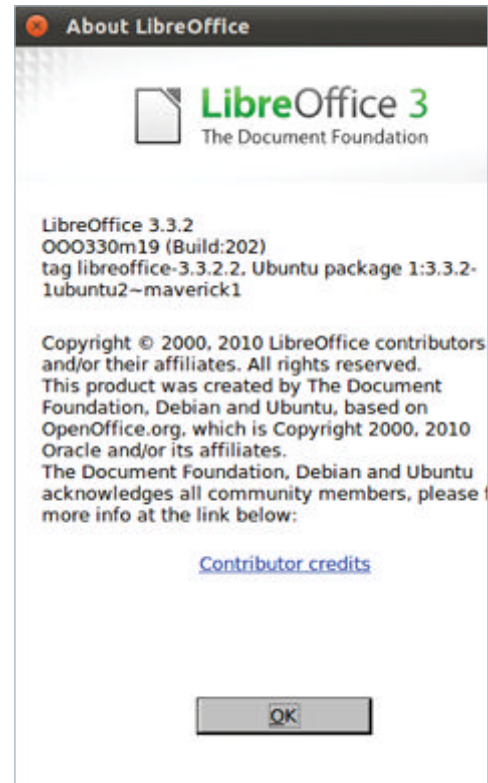 About LibreOffice
LibreOffice 3
The Document Foundation
LibreOffice 3.3.2
OOO330m19 (Build:202)
tag libreoffice-3.3.2.2, Ubuntu package 1:3.3.2-
1ubuntu2~maverick1
Copyright © 2000, 2010 LibreOffice contributors
and/or their affiliates. All rights reserved.
This product was created by The Document
Foundation, Debian and Ubuntu, based on
OpenOffice.org, which is Copyright 2000, 2010
Oracle and/or its affiliates.
The Document Foundation, Debian and Ubuntu
acknowledges all community members, please
more info at the link below:
Contributor credits
OK